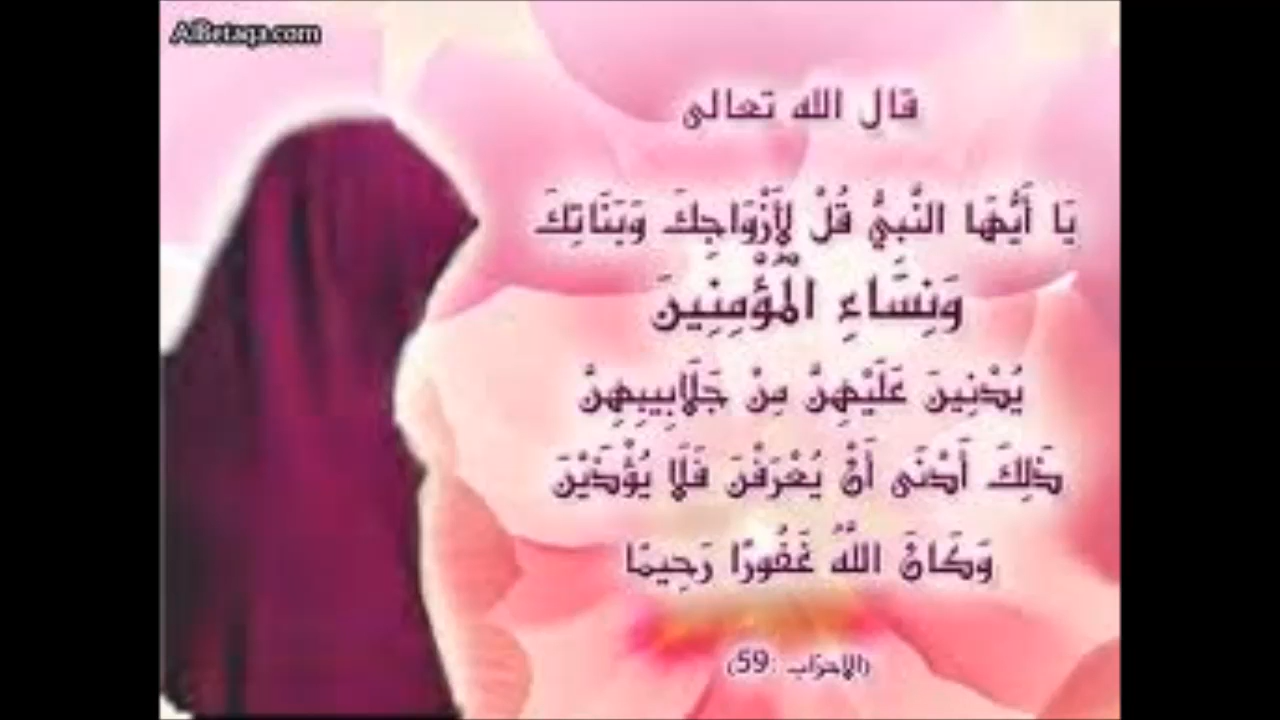 AlBetaqa.com
قال الله تعالى
يَا أَيُّهَا النَّبِيُّ قُلْ لِأَزْوَاجِكَ وَبَنَاتِكَ
وَنِسَاءِ الْمُؤْمِنِينَ
يُدْنِينَ عَلَيْهِنَّ مِنْ جَلَابِيبِهِنَّ
ذَلِكَ أَدْنَى أَنْ يُعْرَفْنَ فَلَا يُؤْذَيْنَ
وَكَانَ اللَّهُ غَفُورًا رَحِيمًا
(الأحزاب :59)